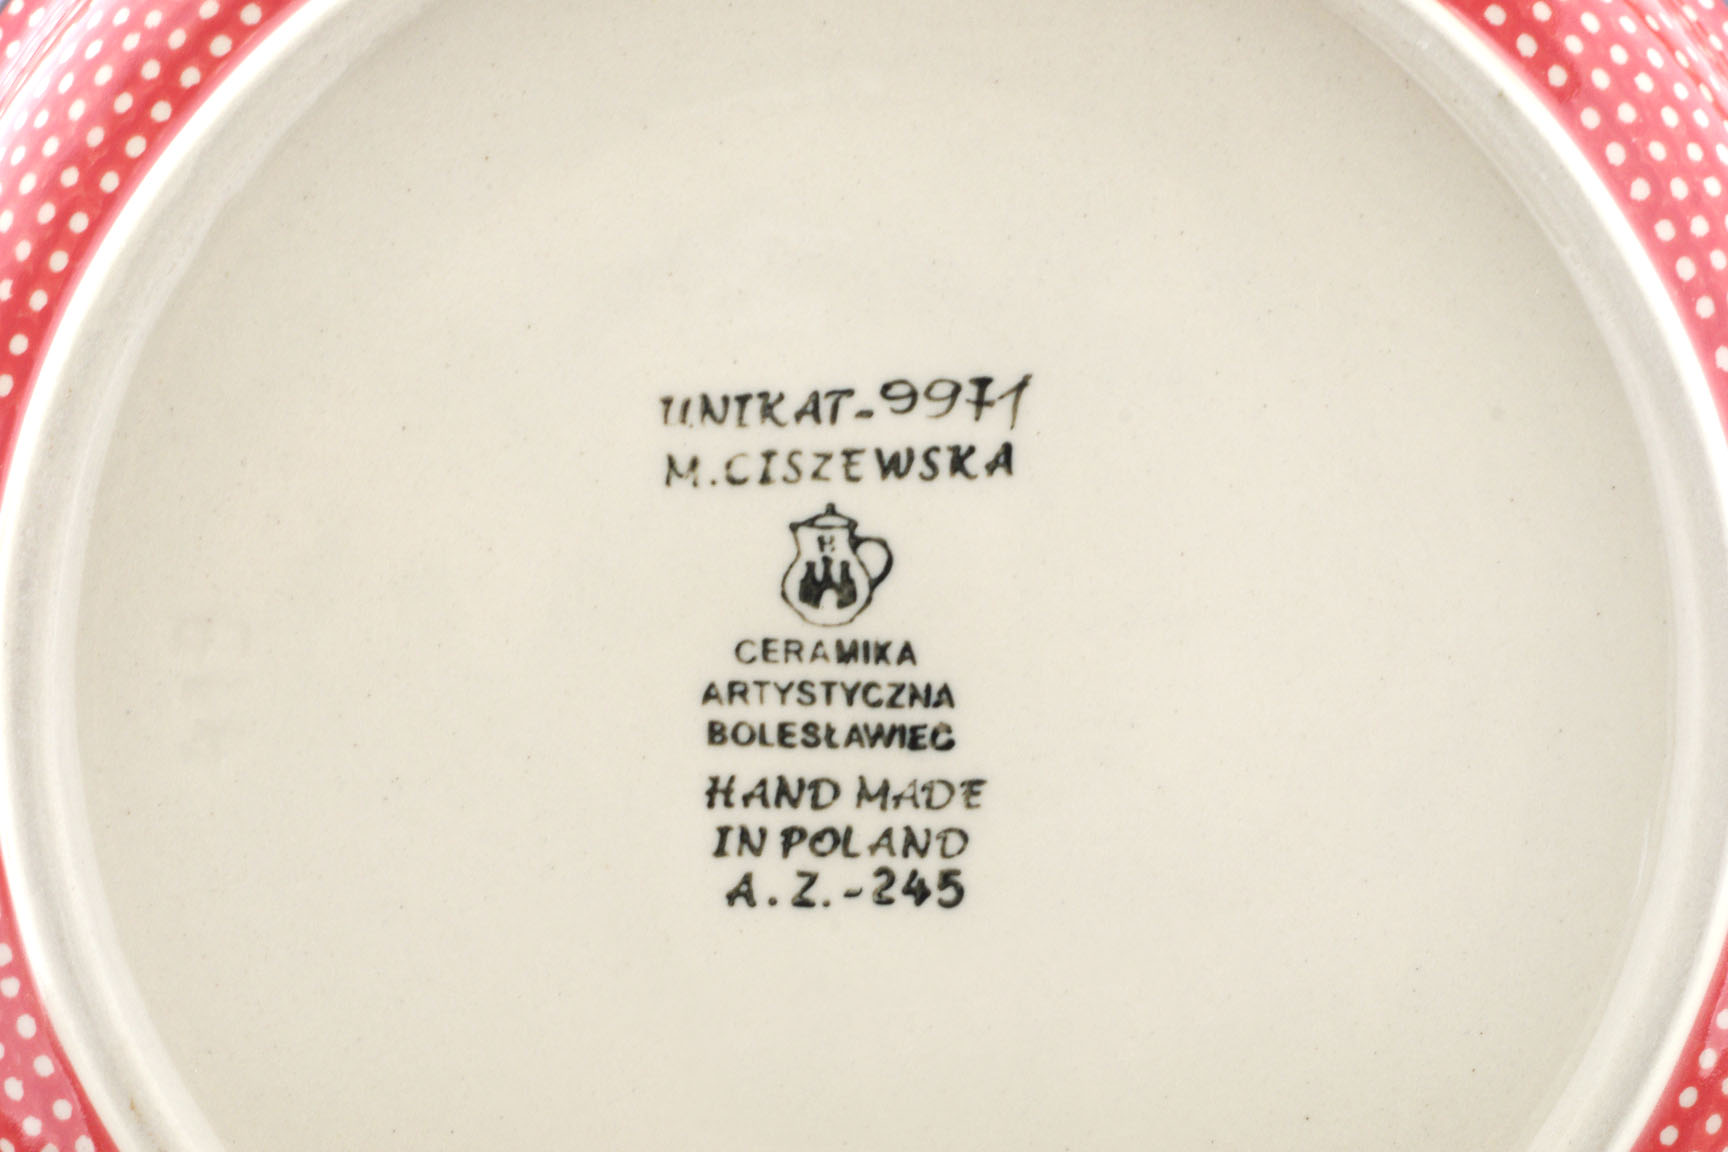 UNIKAT-9971
M. CISZEWSKA
B
CERAMIKA
ARTYSTYCZNA
BOLESŁAWIEC
HAND MADE
IN POLAND
A.Z.-245